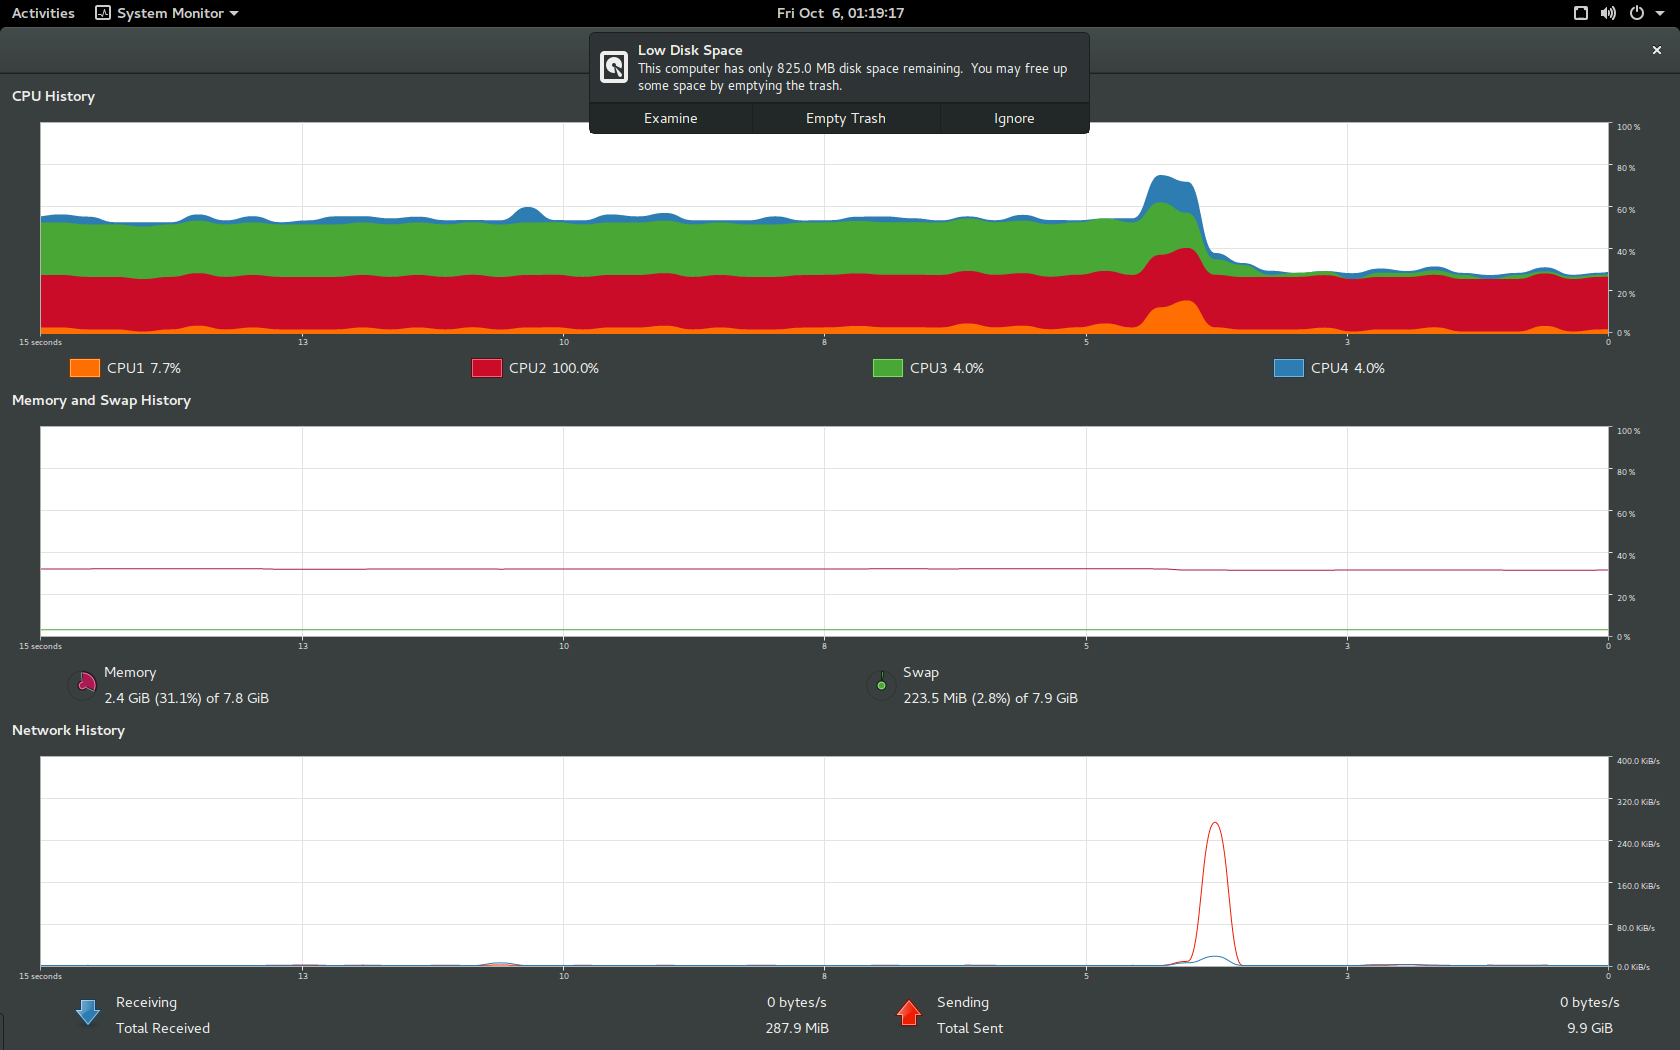 Activities System Monitor Fri Oct 6, 01:19:17
Low Disk Space
This computer has only 825.0 MB disk space remaining. You may free up
some space by emptying the trash.
Examine Empty Trash Ignore
CPU History
100 %
80 %
60 %
40 %
20 %
0 %
15 seconds 13 10 8 5 3 0
CPU1 7.7% CPU2 100.0% CPU3 4.0% CPU4 4.0%
Memory and Swap History
100 %
80 %
60 %
40 %
20 %
0 %
15 seconds 13 10 8 5 3 0
Memory Swap
2.4 GiB (31.1%) of 7.8 GiB 223.5 MiB (2.8%) of 7.9 GiB
Network History
400.0 KiB/s
320.0 KiB/s
240.0 KiB/s
160.0 KiB/s
80.0 KiB/s
0.0 KiB/s
15 seconds 13 10 8 5 3 0
Receiving 0 bytes/s Sending 0 bytes/s
Total Received 287.9 MiB Total Sent 9.9 GiB